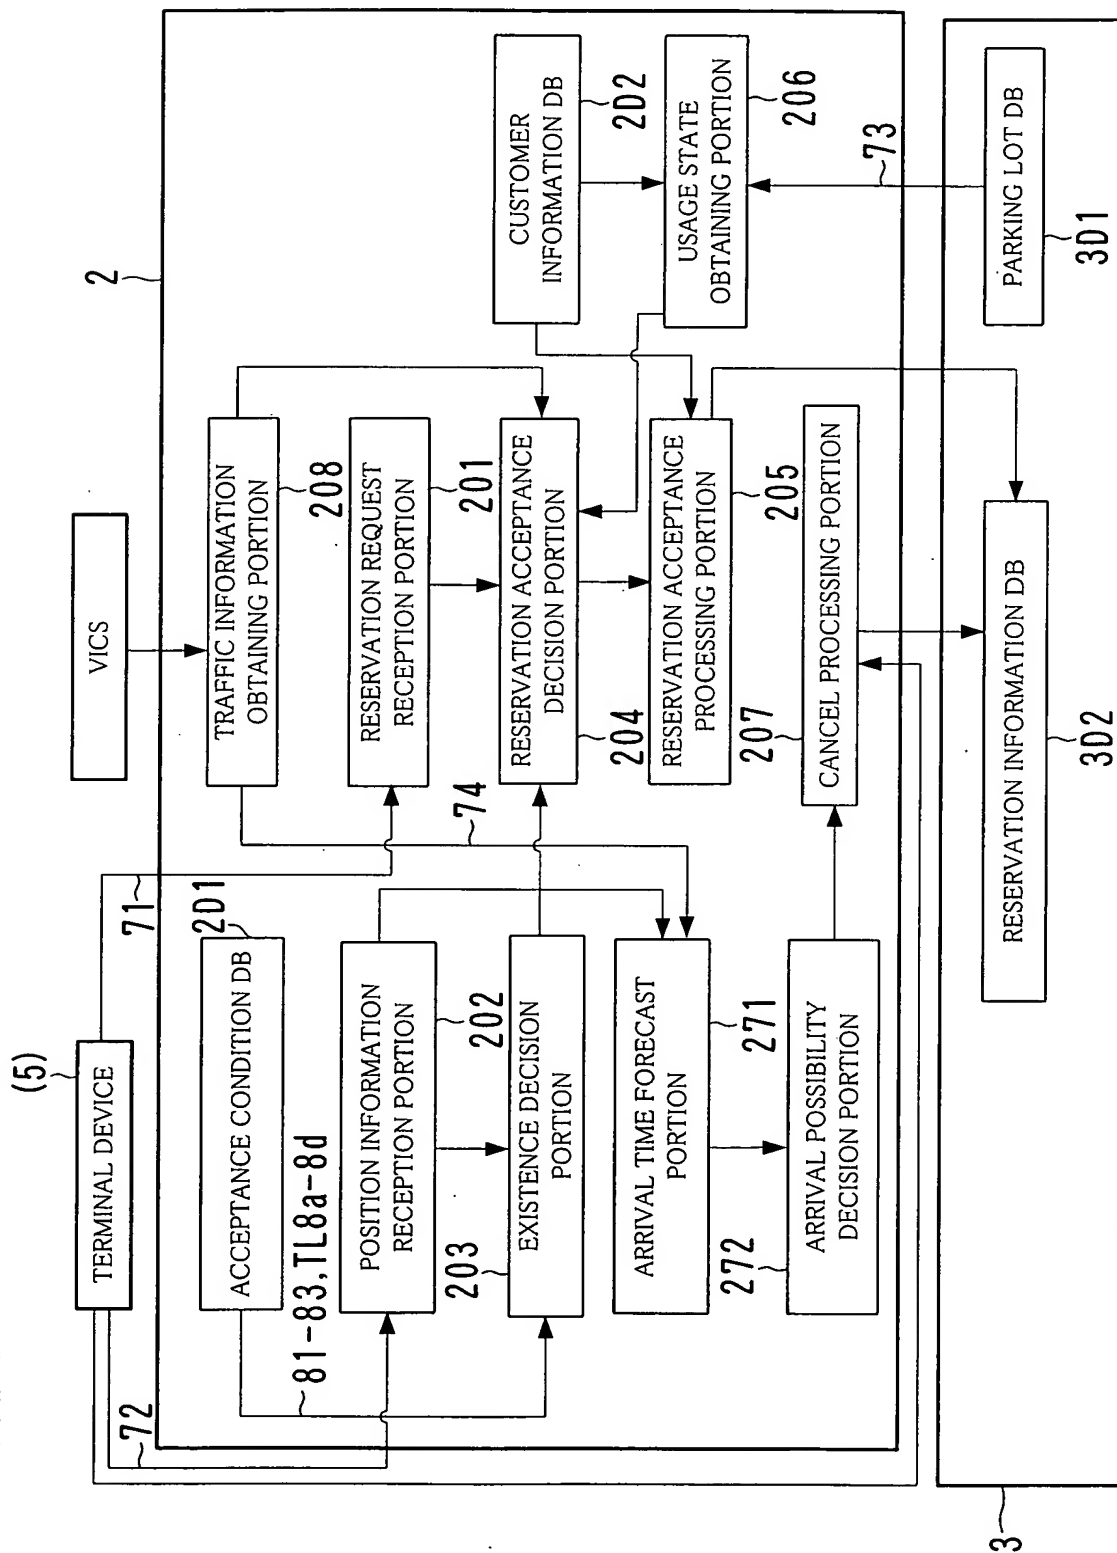 (5)
TERMINAL DEVICE
VICS
72
71
2
ACCEPTANCE CONDITION DB
2D1
TRAFFIC INFORMATION
OBTAINING PORTION
208
81-83,TL8a-8d
74
POSITION INFORMATION
RECEPTION PORTION
202
RESERVATION REQUEST
RECEPTION PORTION
201
CUSTOMER
INFORMATION DB
2D2
203
EXISTENCE DECISION
PORTION
RESERVATION ACCEPTANCE
DECISION PORTION
204
USAGE STATE
OBTAINING PORTION
206
ARRIVAL TIME FORECAST
PORTION
271
RESERVATION ACCEPTANCE
PROCESSING PORTION
205
272
ARRIVAL POSSIBILITY
DECISION PORTION
207
CANCEL PROCESSING PORTION
73
3
RESERVATION INFORMATION DB
3D2
PARKING LOT DB
3D1